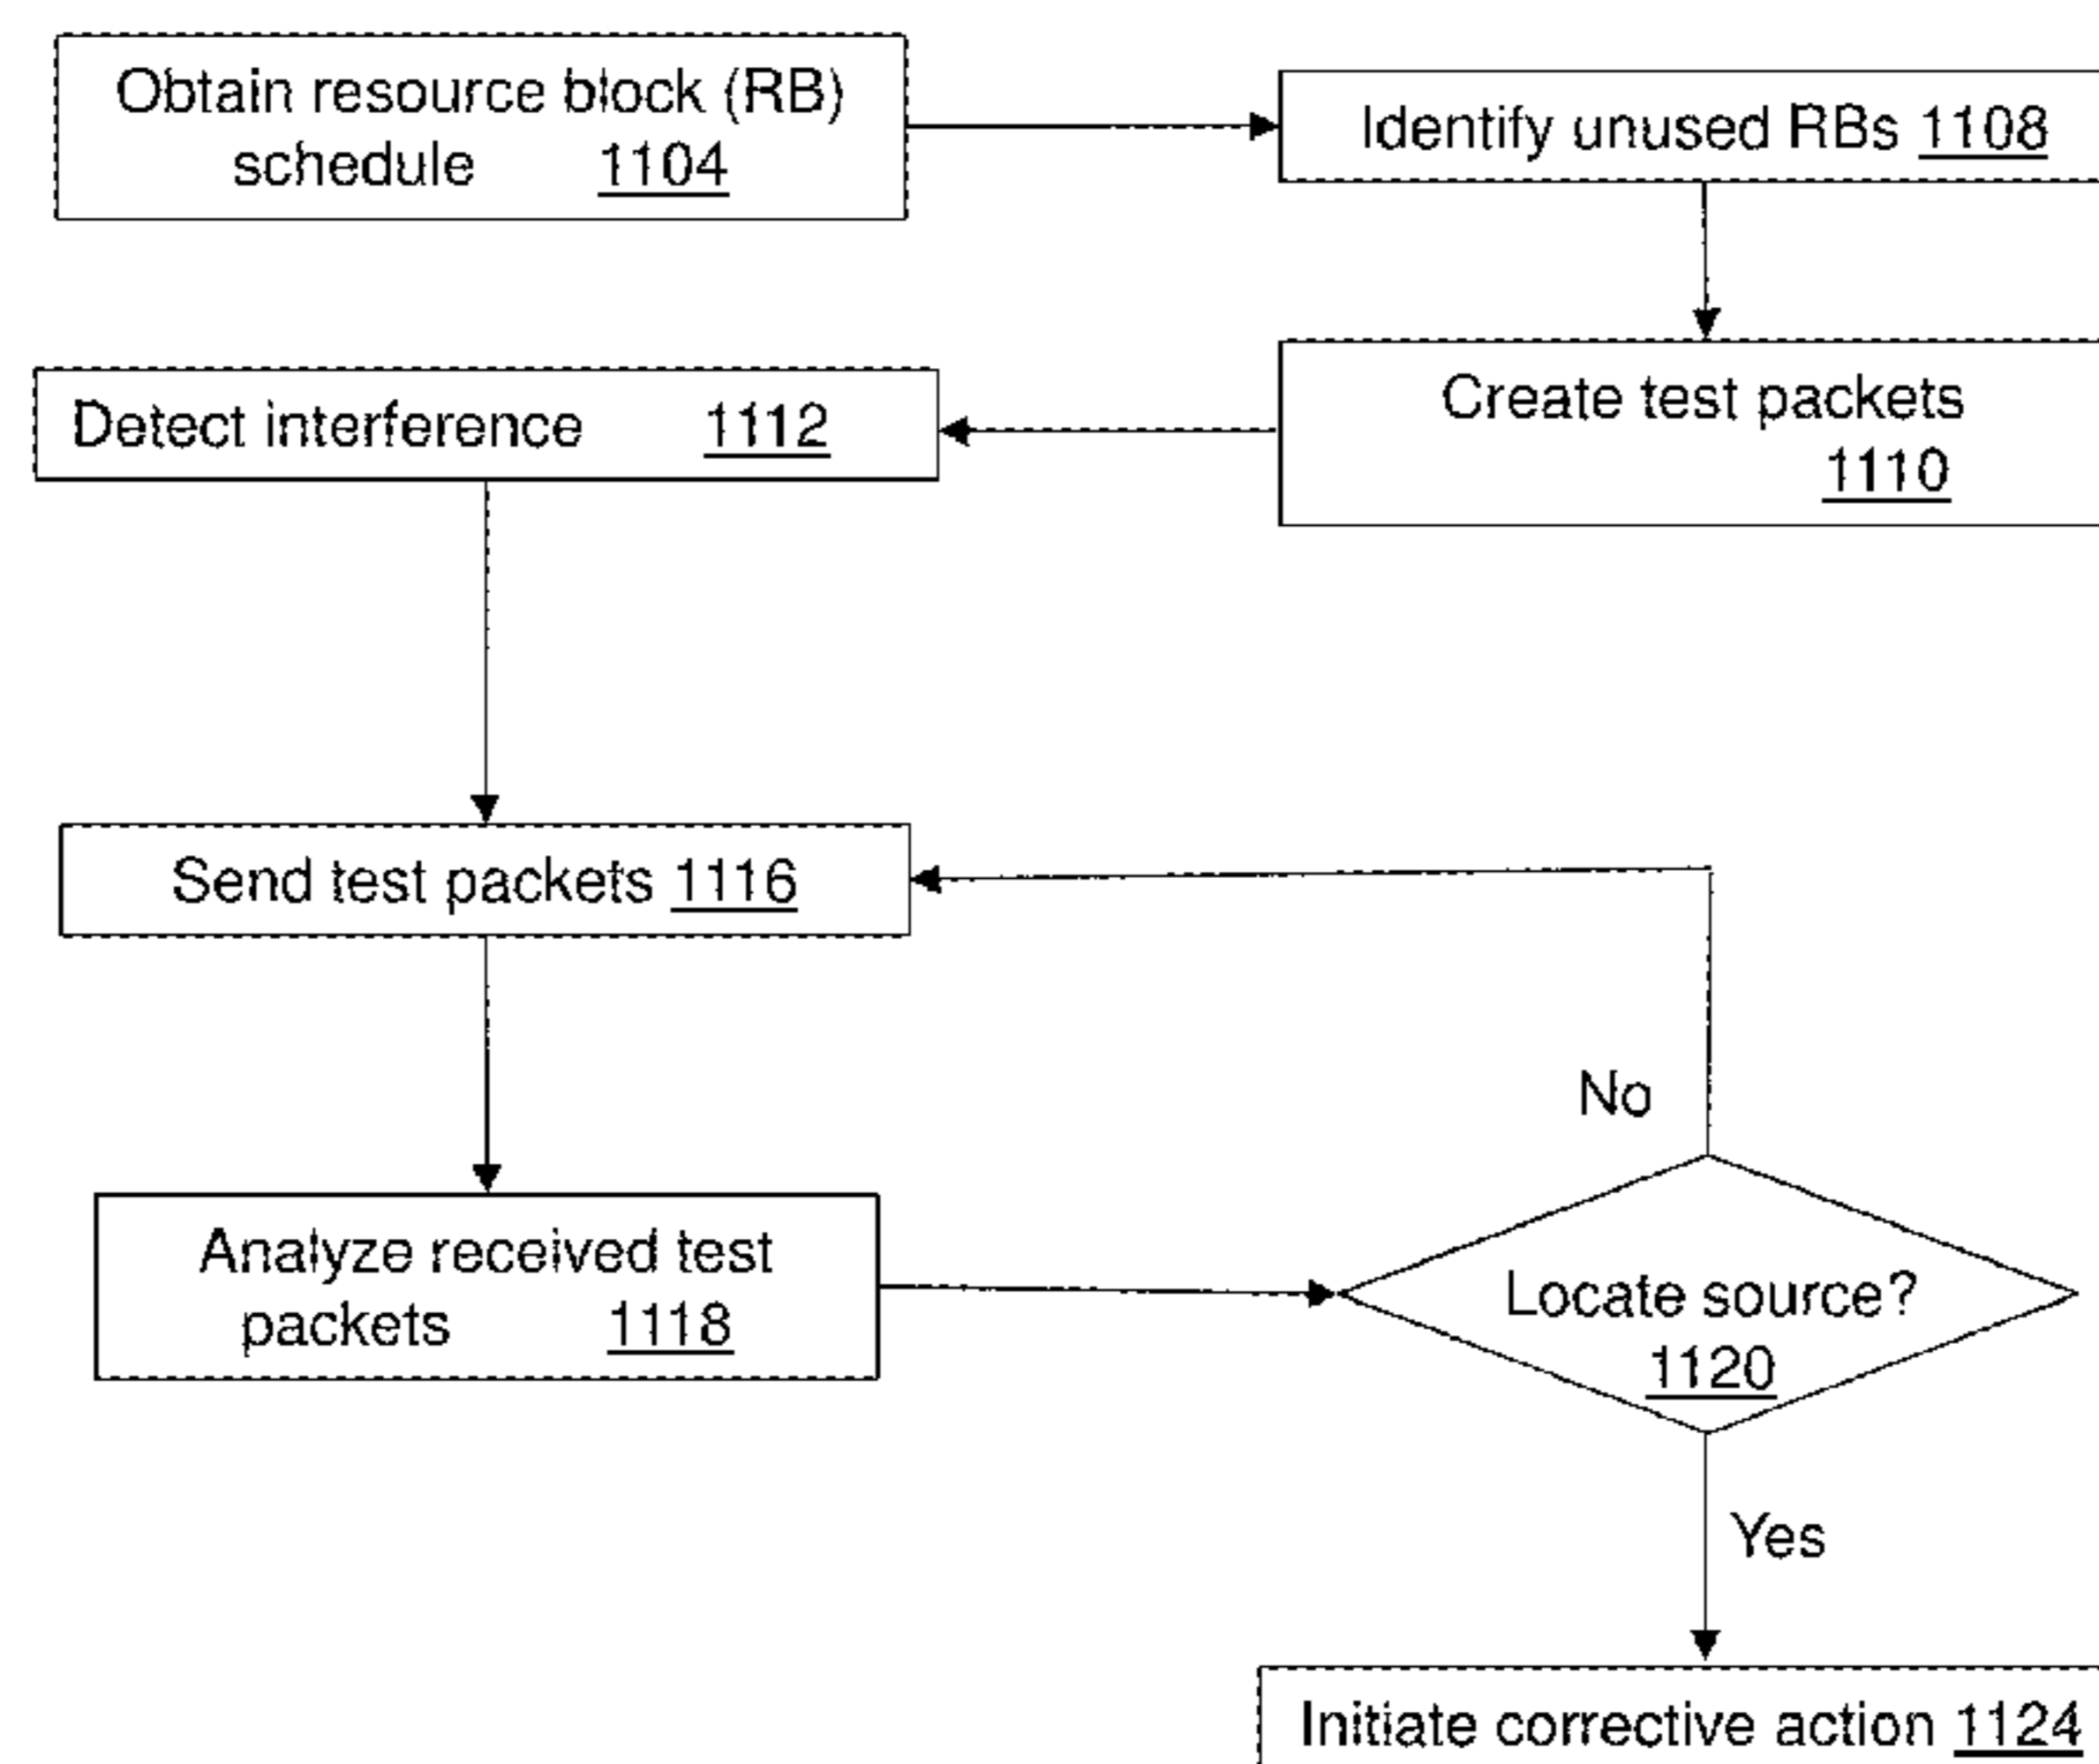 Obtain resource block (RB)
schedule 1104
Identify unused RBs 1108
Create test packets
1110
Detect interference 1112
Send test packets 1116
No
Analyze received test
packets 1118
Locate source?
1120
Yes
Initiate corrective action 1124